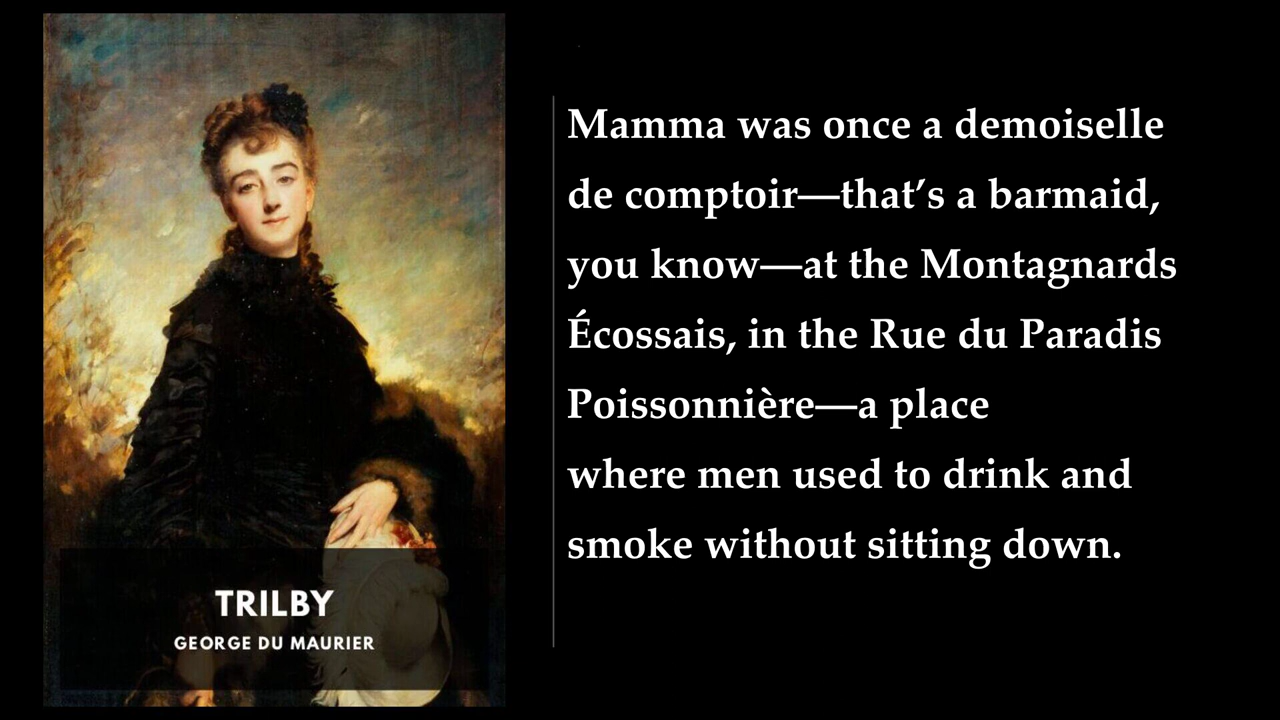 TRILBY
GEORGE DU MAURIER
Mamma was once a demoiselle
de comptoir—that’s a barmaid,
you know—at the Montagnards
Écossais, in the Rue du Paradis
Poissonnière—a place
where men used to drink and
smoke without sitting down.